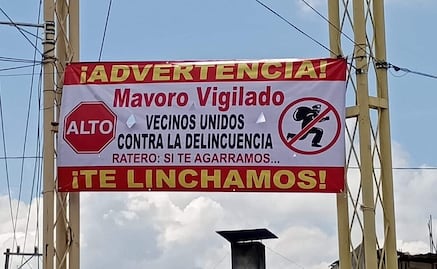 ¡ADVERTENCIA!
Mavoro Vigilado
ALTO
VECINOS UNIDOS
CONTRA LA DELINCUENCIA
RATERO: SI TE AGARRAMOS...
¡TE LINCHAMOS!